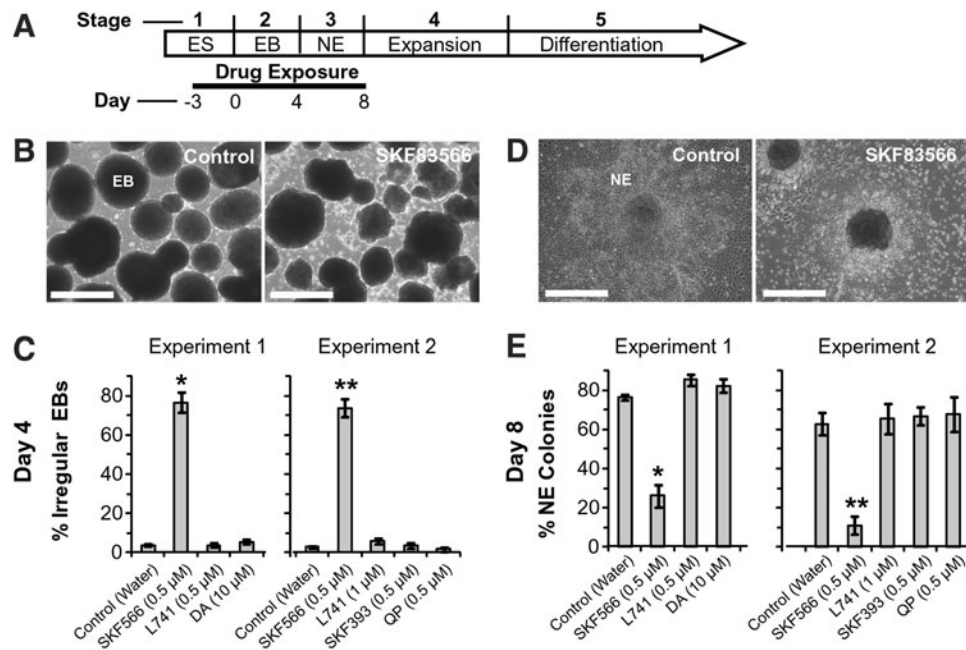 A
Stage 1 2 3 4 5
ES EB NE Expansion Differentiation
Drug Exposure
Day -3 0 4 8
B
Control
EB
SKF83566
D
Control
NE
SKF83566
C
Day 4
% Irregular EBs
Experiment 1
80
60
40
20
0
*
Control (Water)
SKF566 (0.5 µM)
L741 (0.5 µM)
DA (10 µM)
Experiment 2
**
Control (Water)
SKF566 (0.5 µM)
L741 (1 µM)
SKF393 (0.5 µM)
QP (0.5 µM)
E
Day 8
% NE Colonies
Experiment 1
80
60
40
20
0
*
Control (Water)
SKF566 (0.5 µM)
L741 (0.5 µM)
DA (10 µM)
Experiment 2
**
Control (Water)
SKF566 (0.5 µM)
L741 (1 µM)
SKF393 (0.5 µM)
QP (0.5 µM)